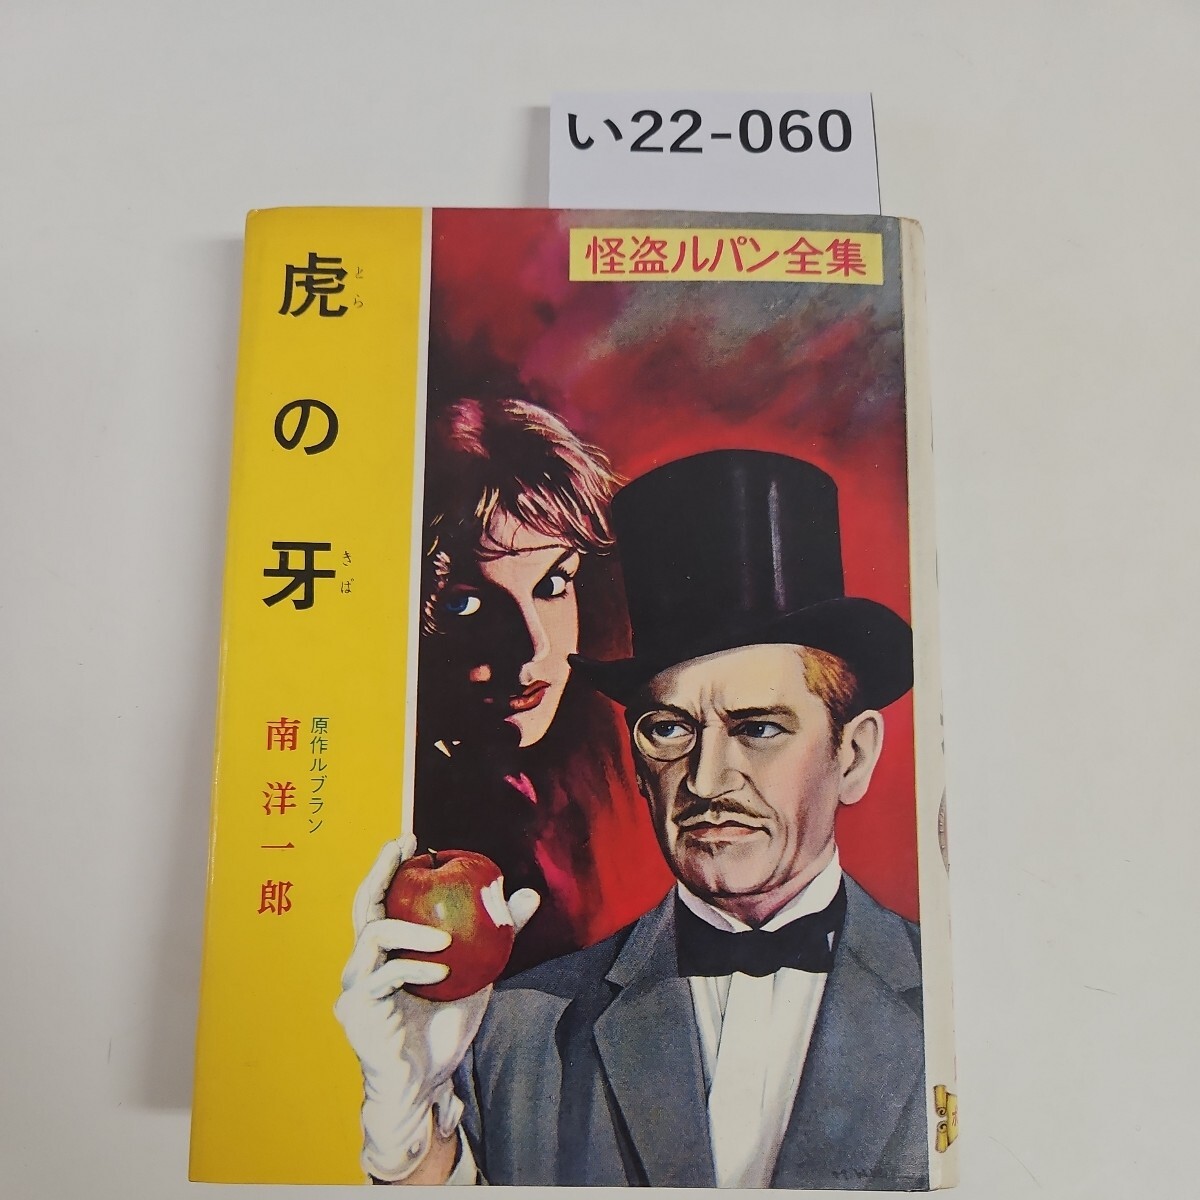 い22-060
怪盗ルパン全集
虎の牙
とら
きば
原作ルブラン
南洋一郎